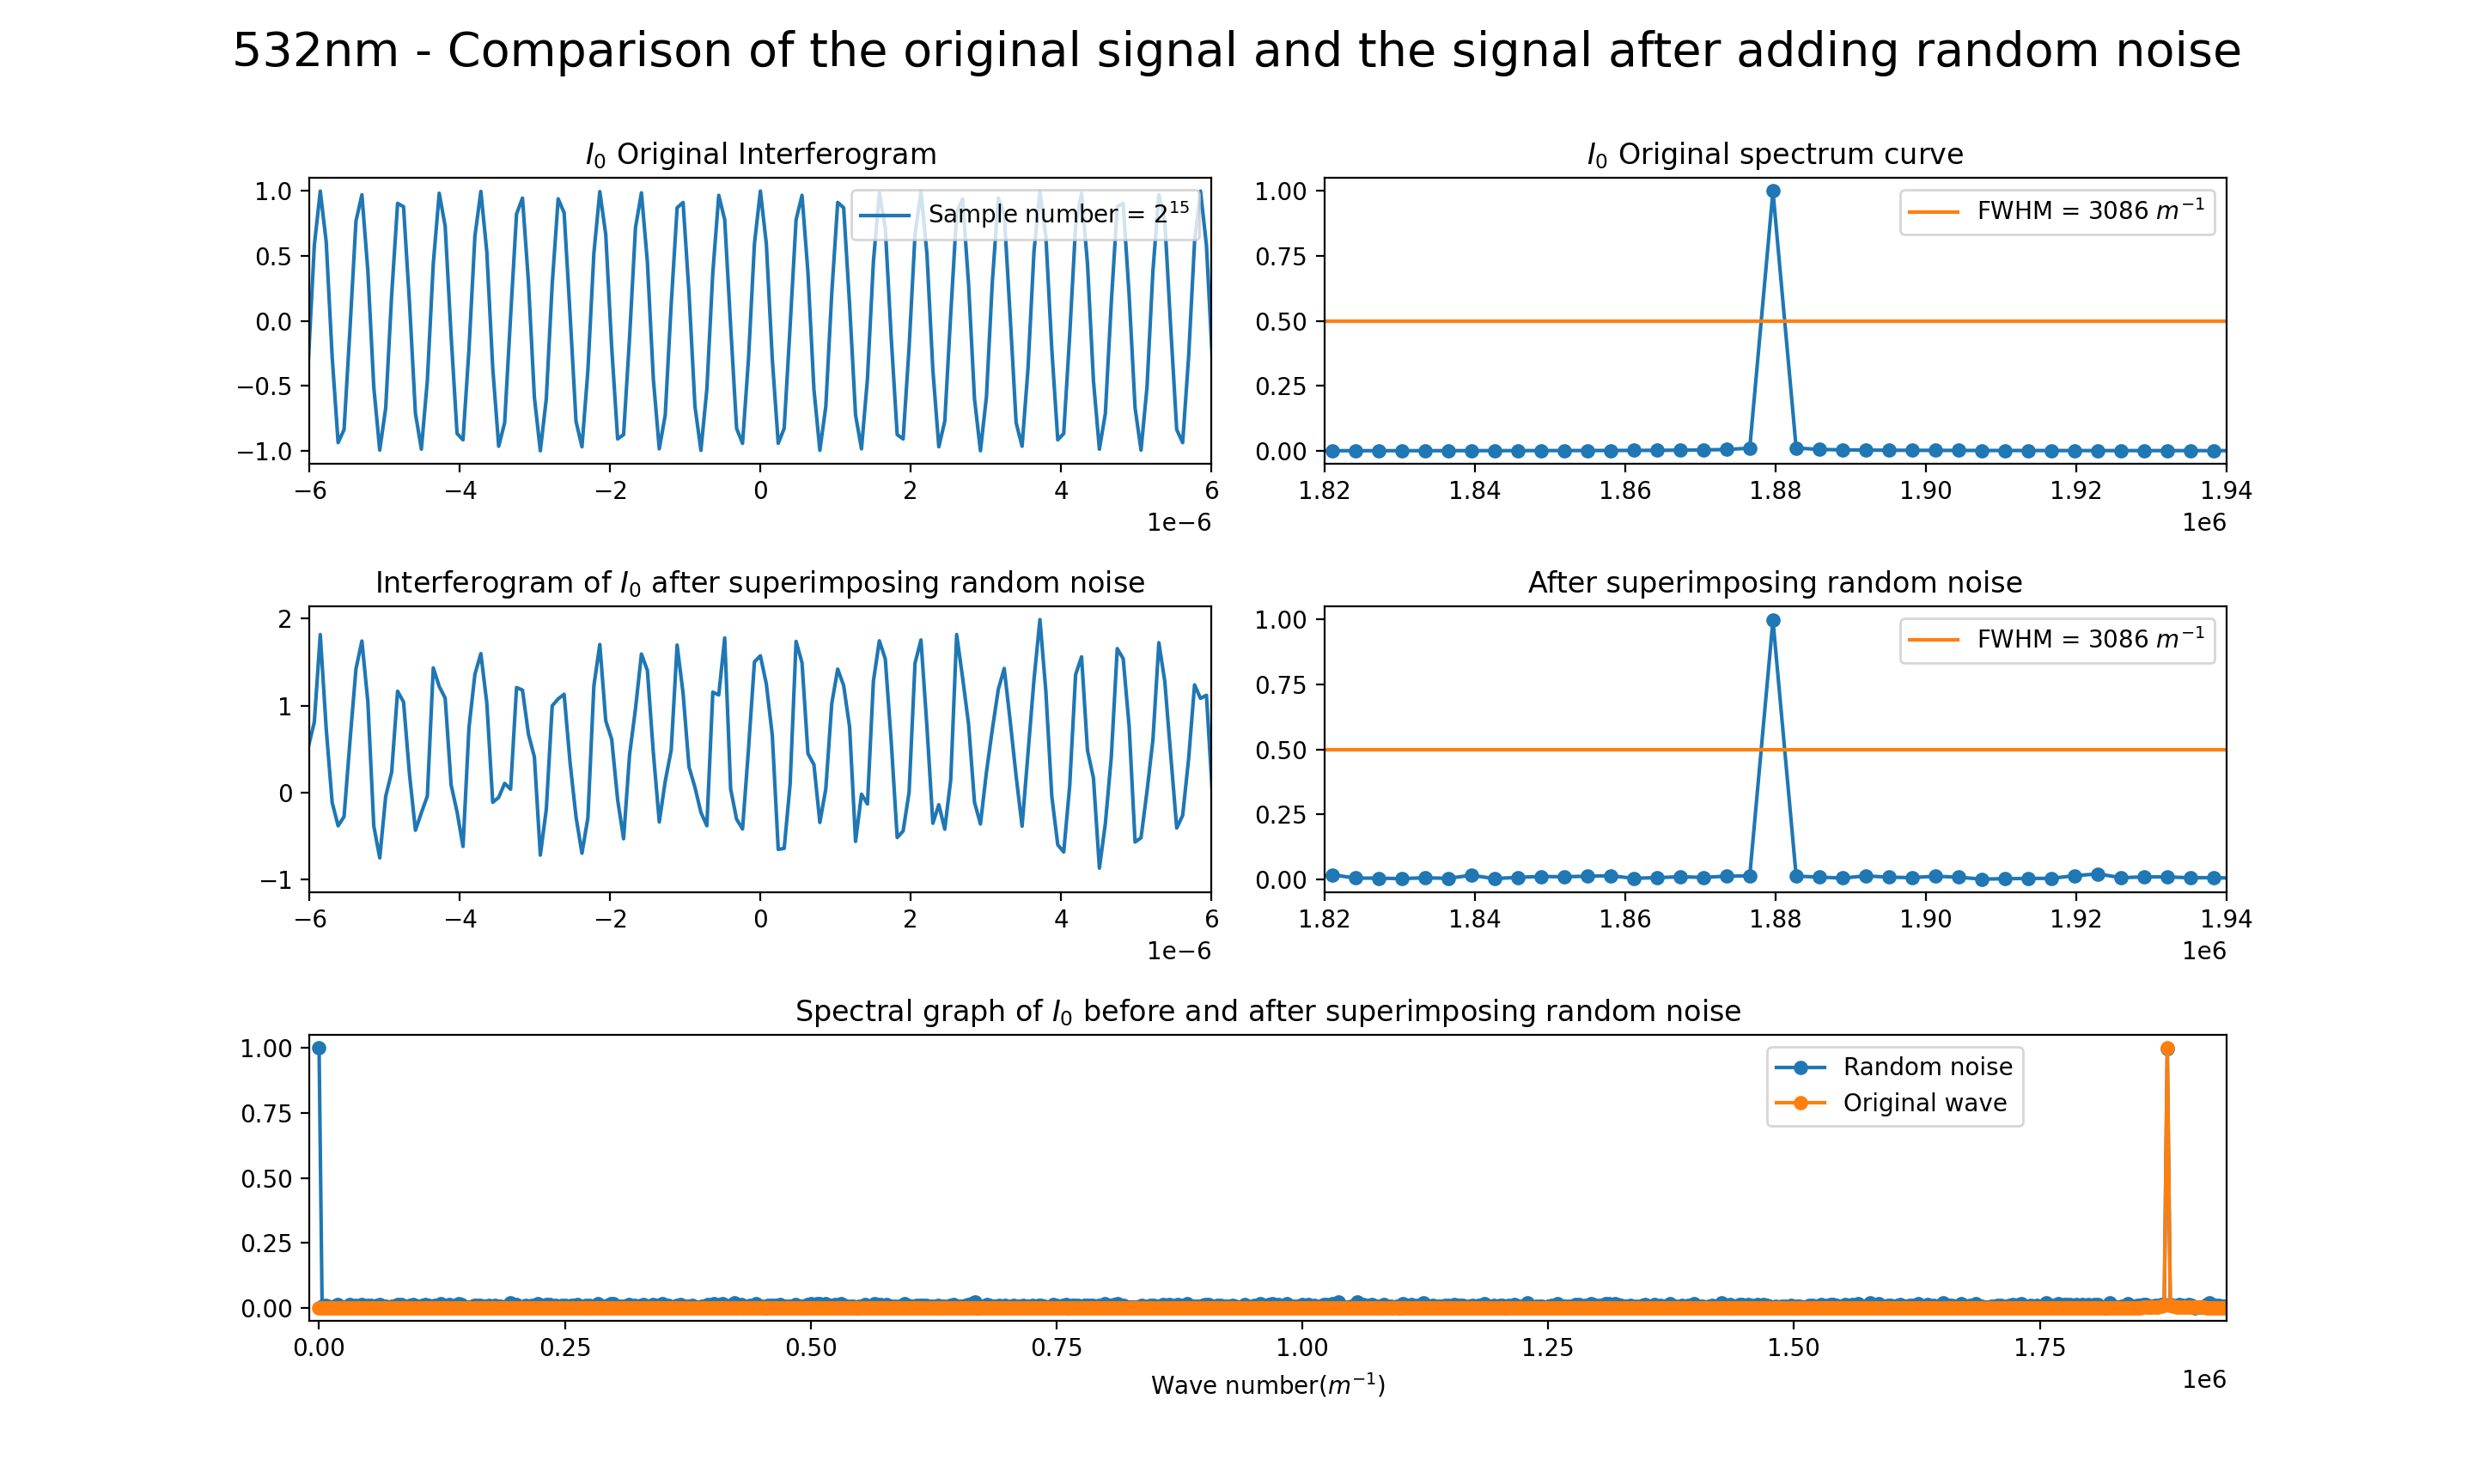 532nm - Comparison of the original signal and the signal after adding random noise
I₀ Original Interferogram
1.0
0.5
0.0
−0.5
−1.0
Sample number = 2¹⁵
−6 −4 −2 0 2 4 6
1e−6
I₀ Original spectrum curve
1.00
0.75
0.50
0.25
0.00
FWHM = 3086 m⁻¹
1.82 1.84 1.86 1.88 1.90 1.92 1.94
1e6
Interferogram of I₀ after superimposing random noise
2
1
0
−1
−6 −4 −2 0 2 4 6
1e−6
After superimposing random noise
1.00
0.75
0.50
0.25
0.00
FWHM = 3086 m⁻¹
1.82 1.84 1.86 1.88 1.90 1.92 1.94
1e6
Spectral graph of I₀ before and after superimposing random noise
1.00
0.75
0.50
0.25
0.00
Random noise
Original wave
0.00 0.25 0.50 0.75 1.00 1.25 1.50 1.75
1e6
Wave number(m⁻¹)